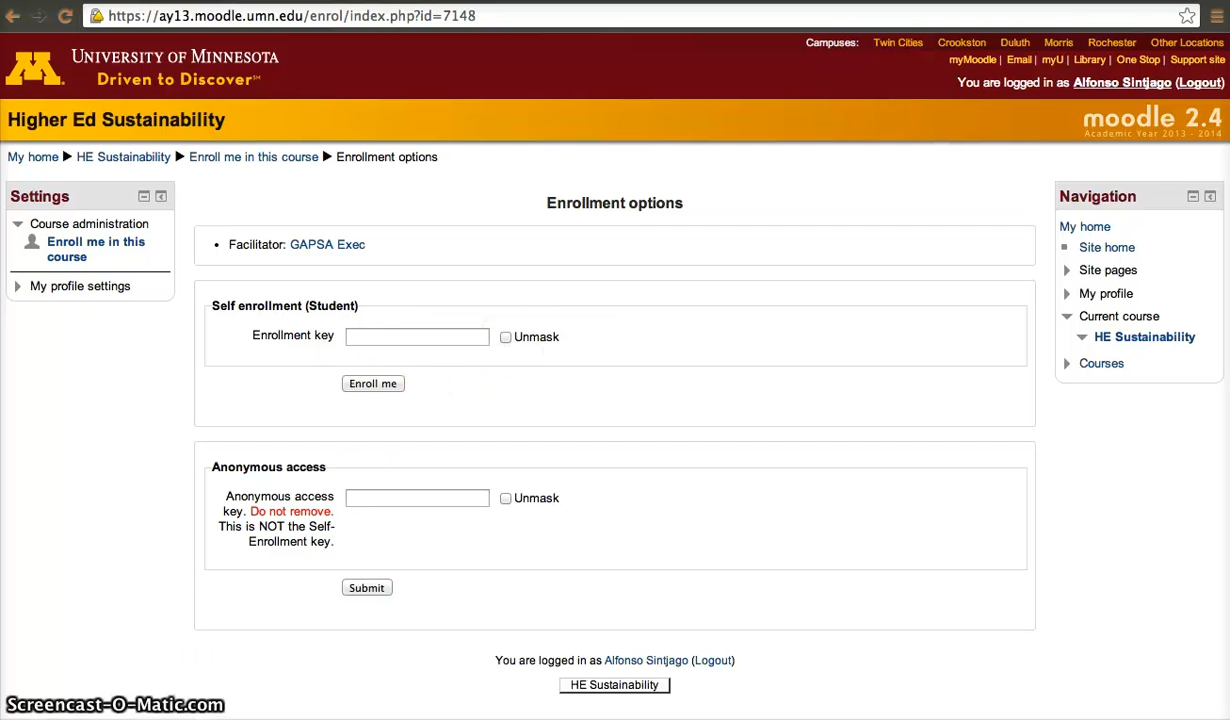 https://ay13.moodle.umn.edu/enrol/index.php?id=7148
Campuses: Twin Cities Crookston Duluth Morris Rochester Other Locations
myMoodle | Email | myU | Library | One Stop | Support site
You are logged in as Alfonso Sintjago (Logout)
M
UNIVERSITY OF MINNESOTA
Driven to Discover℠
Higher Ed Sustainability
moodle 2.4
Academic Year 2013 - 2014
My home ► HE Sustainability ► Enroll me in this course ► Enrollment options
Settings
Course administration
Enroll me in this
course
My profile settings
Enrollment options
• Facilitator: GAPSA Exec
Self enrollment (Student)
Enrollment key
Unmask
Enroll me
Anonymous access
Anonymous access
key. Do not remove.
This is NOT the Self-
Enrollment key.
Unmask
Submit
You are logged in as Alfonso Sintjago (Logout)
HE Sustainability
Navigation
My home
Site home
Site pages
My profile
Current course
HE Sustainability
Courses
Screencast-O-Matic.com